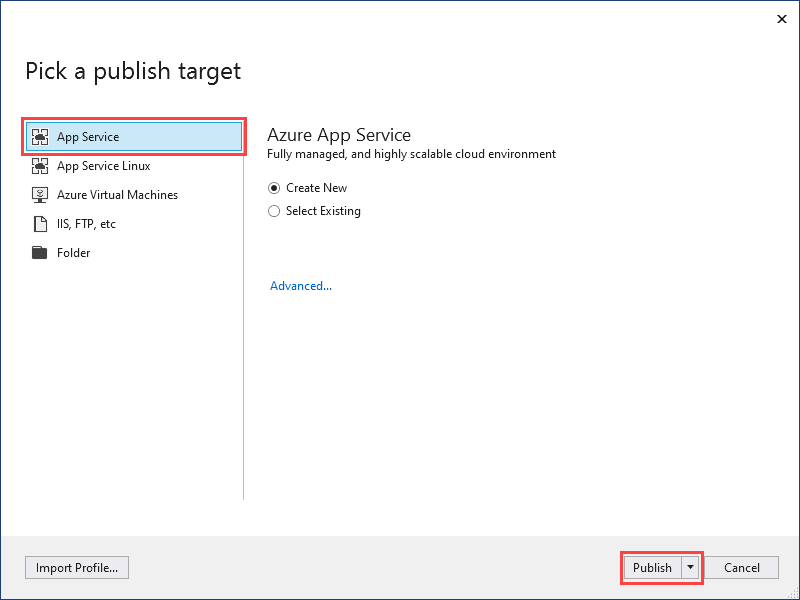 Pick a publish target
App Service
App Service Linux
Azure Virtual Machines
IIS, FTP, etc
Folder
Azure App Service
Fully managed, and highly scalable cloud environment
Create New
Select Existing
Advanced...
Import Profile...
Publish
Cancel